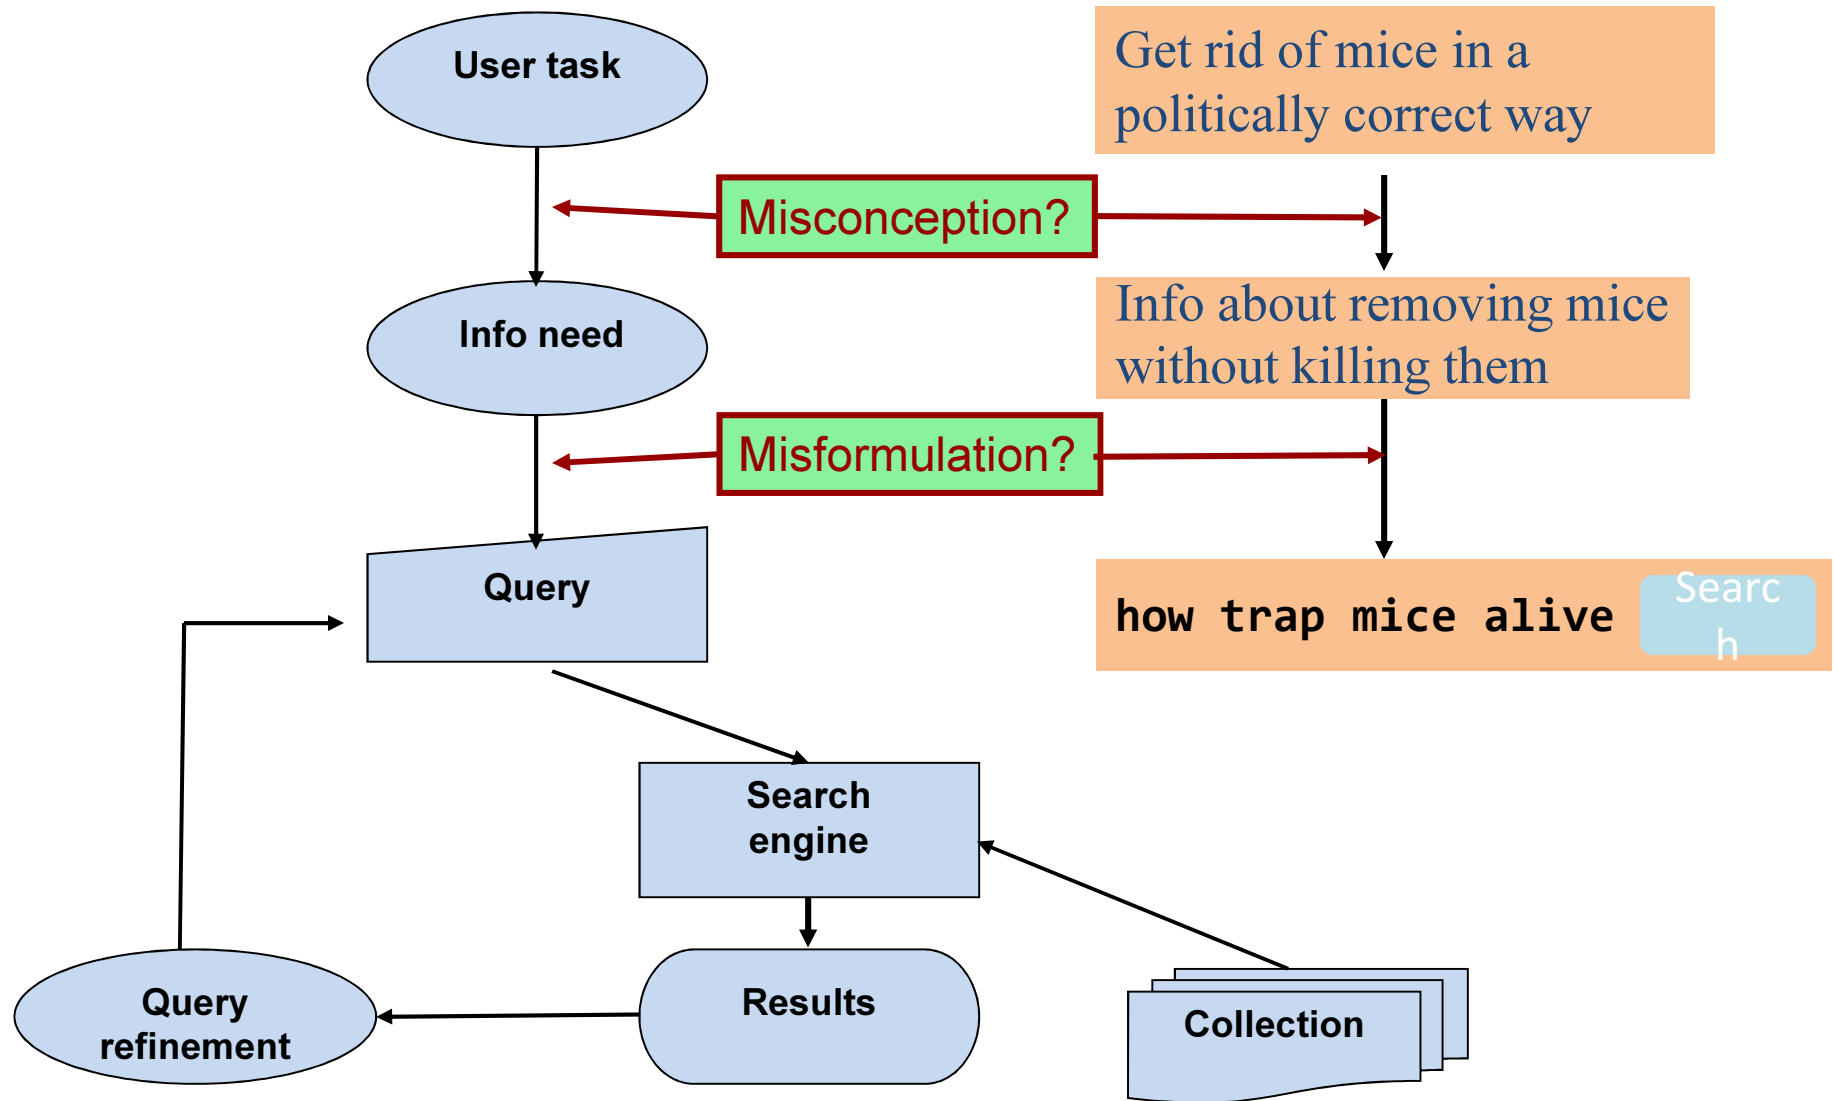 User task
Get rid of mice in a
politically correct way
Misconception?
Info need
Info about removing mice
without killing them
Misformulation?
Query
how trap mice alive
Searc
h
Search
engine
Results
Query
refinement
Collection